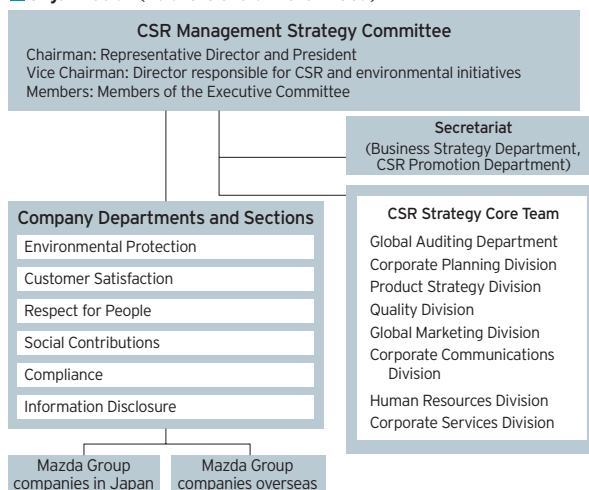 CSR Management Strategy Committee
Chairman: Representative Director and President
Vice Chairman: Director responsible for CSR and environmental initiatives
Members: Members of the Executive Committee
Secretariat
(Business Strategy Department,
CSR Promotion Department)
Company Departments and Sections
Environmental Protection
Customer Satisfaction
Respect for People
Social Contributions
Compliance
Information Disclosure
CSR Strategy Core Team
Global Auditing Department
Corporate Planning Division
Product Strategy Division
Quality Division
Global Marketing Division
Corporate Communications
Division
Human Resources Division
Corporate Services Division
Mazda Group
companies in Japan
Mazda Group
companies overseas